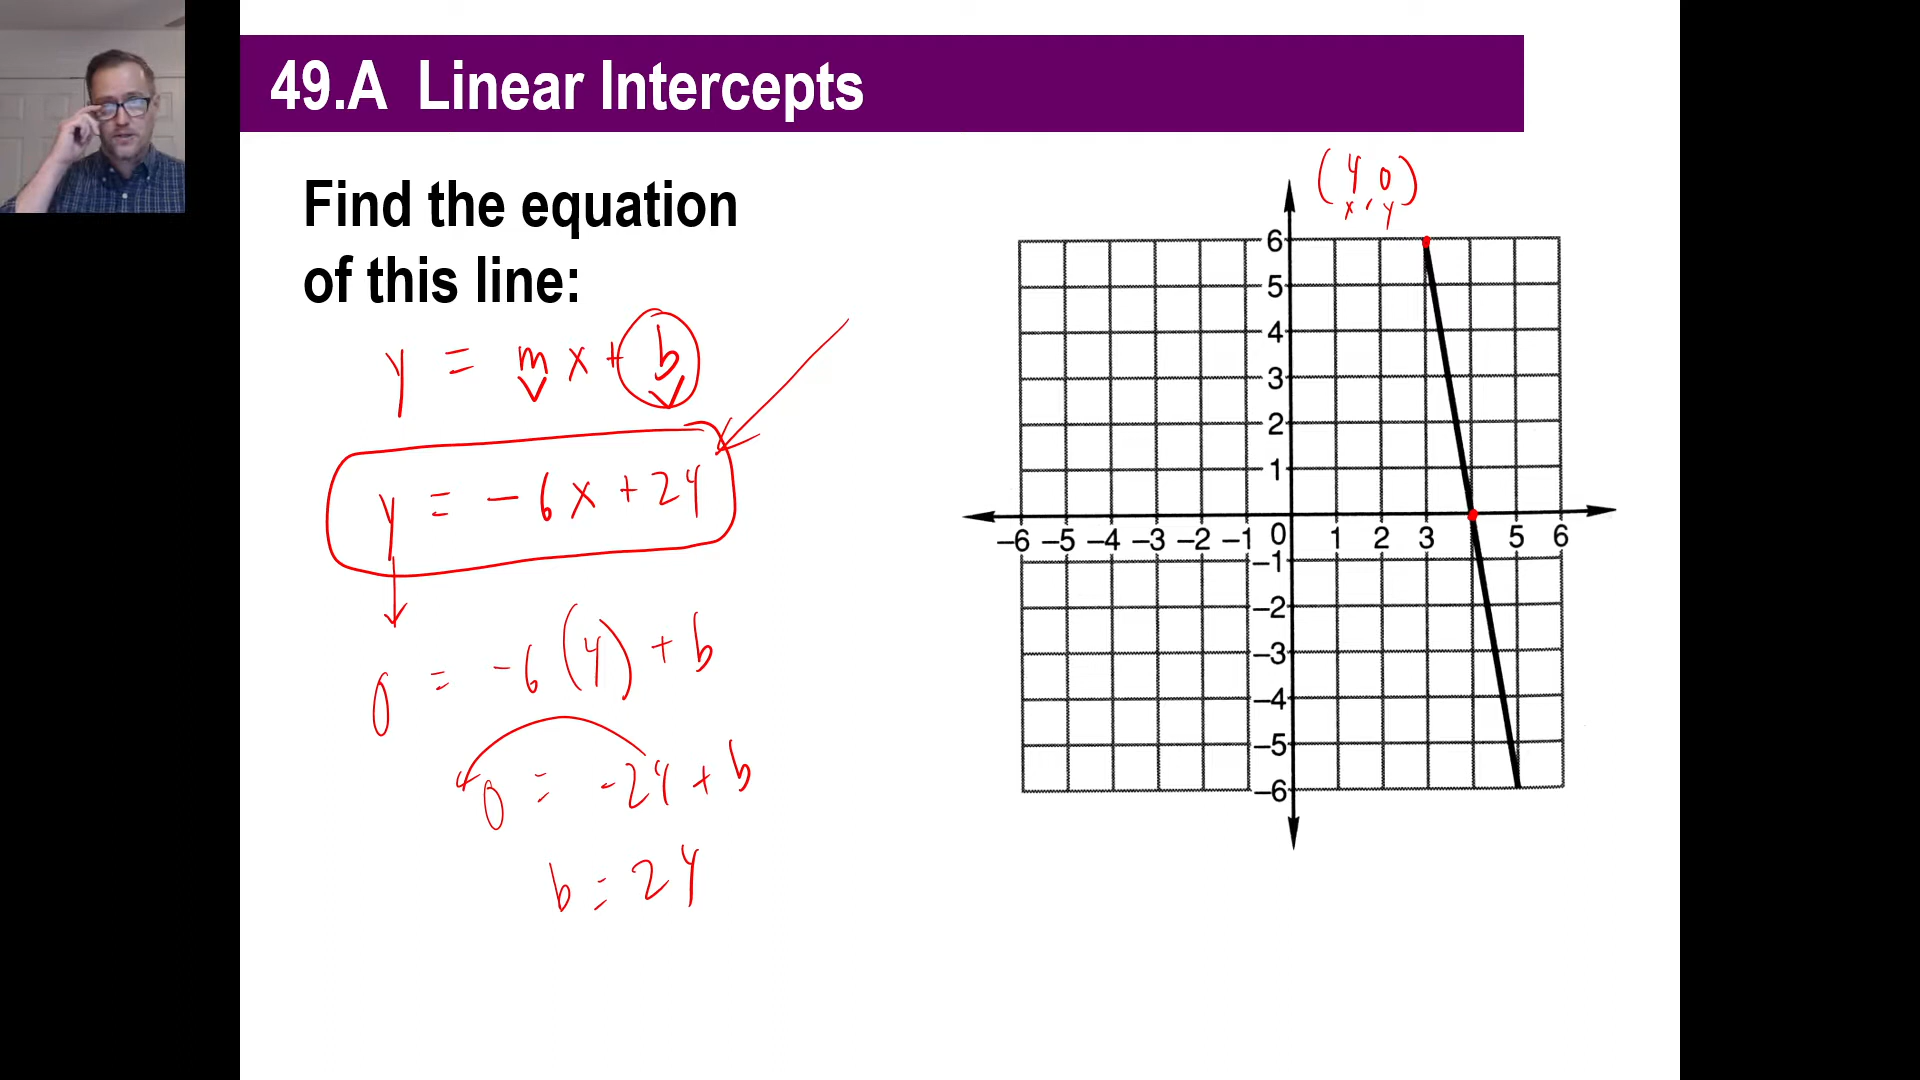 49.A Linear Intercepts
Find the equation
of this line:
y = mx + b
y = -6x + 24
0 = -6(4) + b
0 = -24 + b
b = 24
(4 0)
x , y
6
5
4
3
2
1
-6 -5 -4 -3 -2 -1 0 1 2 3 5 6
-1
-2
-3
-4
-5
-6